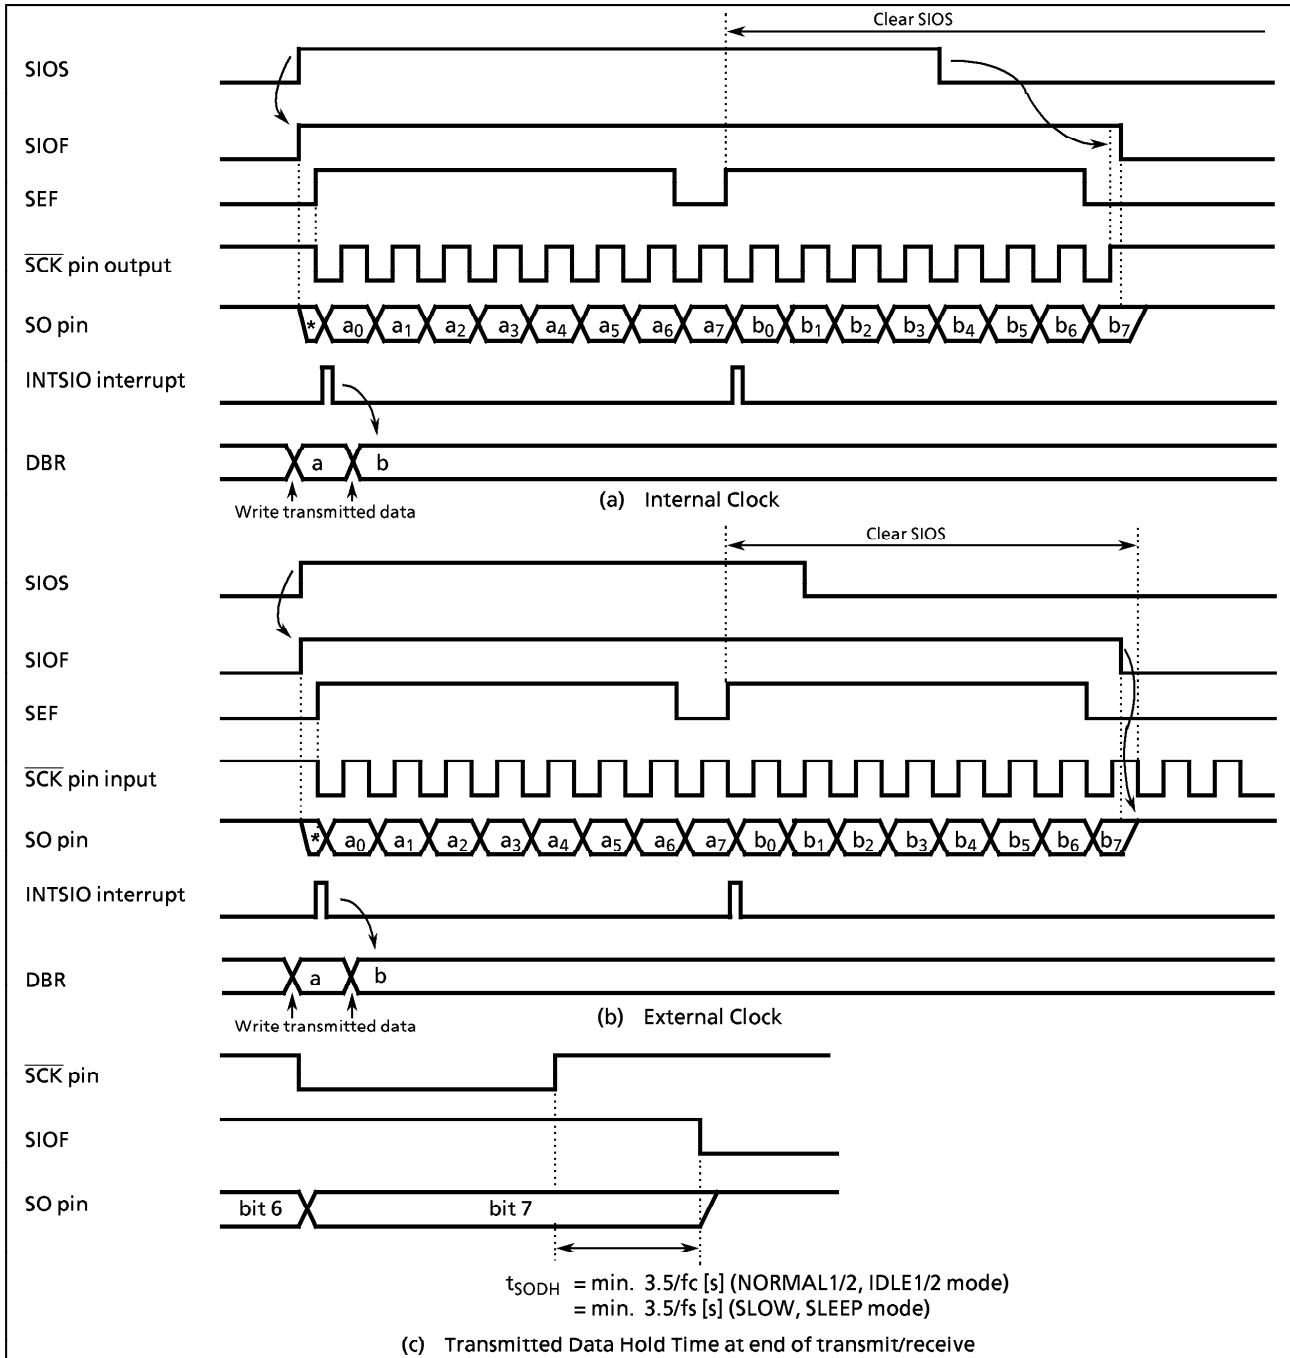 Clear SIOS
SIOS
SIOF
SEF
SCK pin output
SO pin
* a0 a1 a2 a3 a4 a5 a6 a7 b0 b1 b2 b3 b4 b5 b6 b7
INTSIO interrupt
DBR
a b
Write transmitted data
(a) Internal Clock
Clear SIOS
SIOS
SIOF
SEF
SCK pin input
SO pin
* a0 a1 a2 a3 a4 a5 a6 a7 b0 b1 b2 b3 b4 b5 b6 b7
INTSIO interrupt
DBR
a b
Write transmitted data
(b) External Clock
SCK pin
SIOF
SO pin
bit 6 bit 7
tSODH = min. 3.5/fc [s] (NORMAL1/2, IDLE1/2 mode)
= min. 3.5/fs [s] (SLOW, SLEEP mode)
(c) Transmitted Data Hold Time at end of transmit/receive